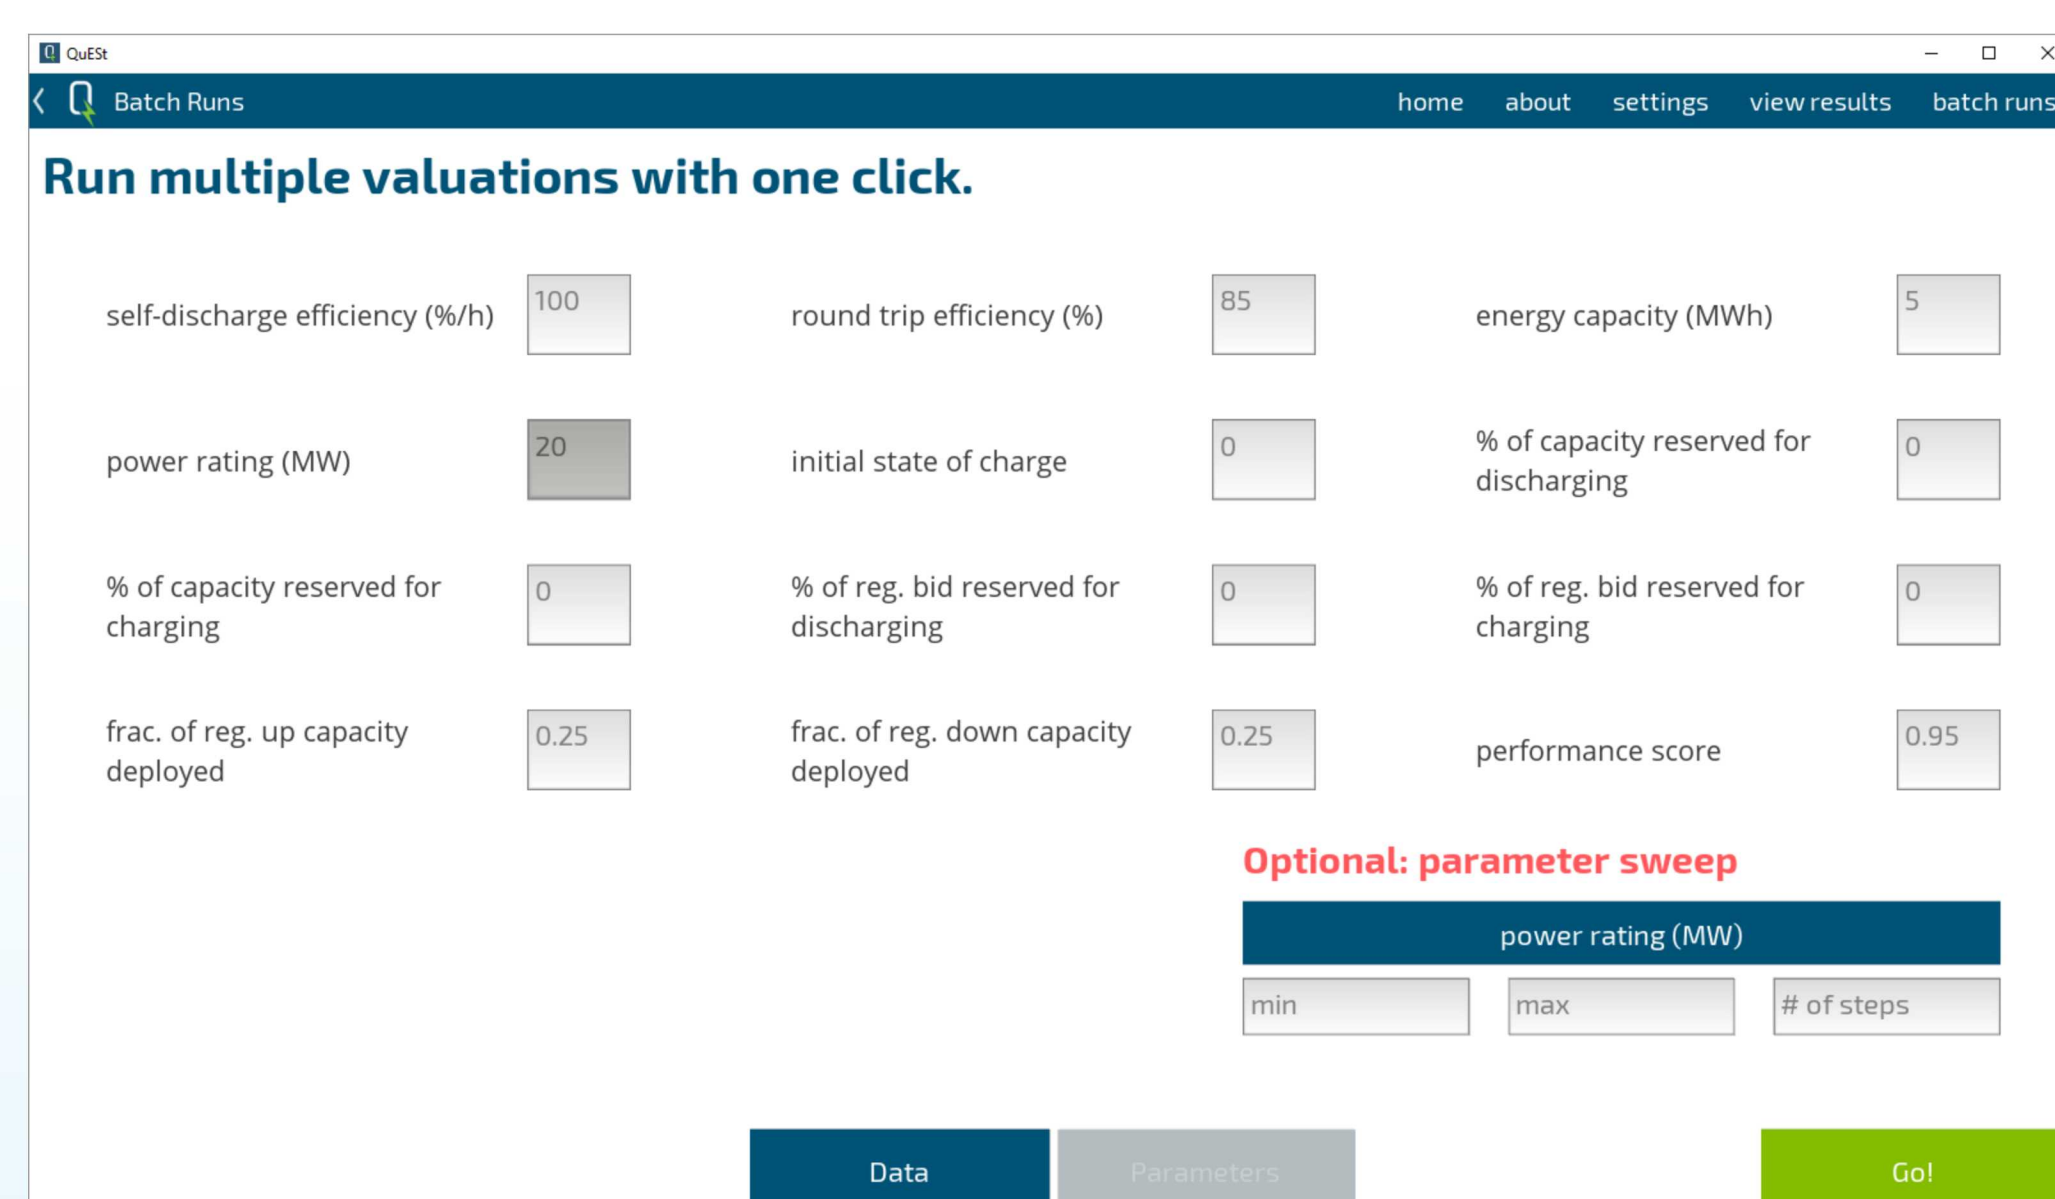 QuESt
Batch Runs home about settings view results batch runs
Run multiple valuations with one click.
self-discharge efficiency (%/h) 100 round trip efficiency (%) 85 energy capacity (MWh) 5
power rating (MW) 20 initial state of charge 0 % of capacity reserved for
discharging 0
% of capacity reserved for
charging 0 % of reg. bid reserved for
discharging 0 % of reg. bid reserved for
charging 0
frac. of reg. up capacity
deployed 0.25 frac. of reg. down capacity
deployed 0.25 performance score 0.95
Optional: parameter sweep
power rating (MW)
min max # of steps
Data Parameters Go!